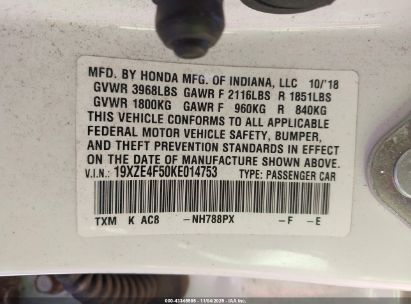 MFD. BY HONDA MFG. OF INDIANA, LLC 10/'18
GVWR 3968LBS GAWR F 2116LBS R 1851LBS
GVWR 1800KG GAWR F 960KG R 840KG
THIS VEHICLE CONFORMS TO ALL APPLICABLE
FEDERAL MOTOR VEHICLE SAFETY, BUMPER,
AND THEFT PREVENTION STANDARDS IN EFFECT
ON THE DATE OF MANUFACTURE SHOWN ABOVE.
V.I.N.: 19XZE4F50KE014753 TYPE: PASSENGER CAR
TXM K AC8 -NH788PX -F -E